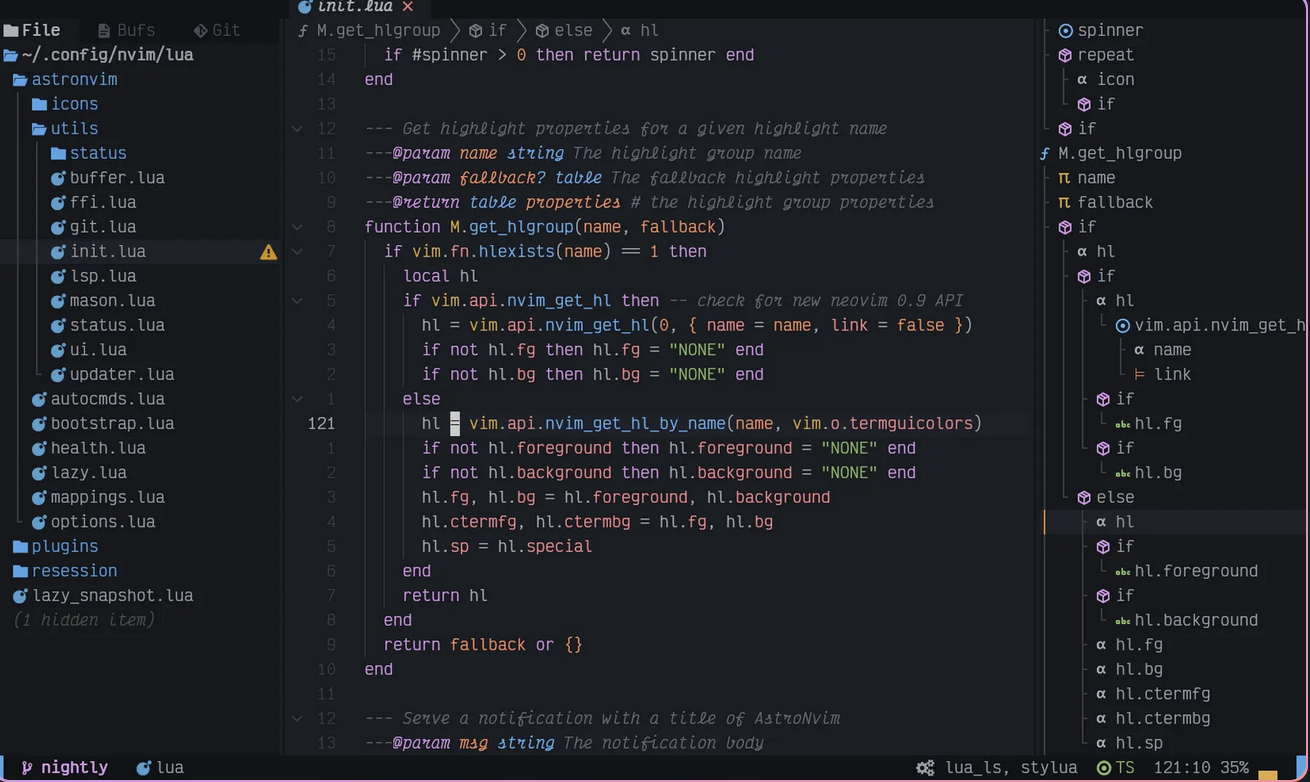 init.lua
File Bufs Git
~/.config/nvim/lua
astronvim
icons
utils
status
buffer.lua
ffi.lua
git.lua
init.lua
lsp.lua
mason.lua
status.lua
ui.lua
updater.lua
autocmds.lua
bootstrap.lua
health.lua
lazy.lua
mappings.lua
options.lua
plugins
resession
lazy_snapshot.lua
(1 hidden item)
M.get_hlgroup > if > else > α hl
15 if #spinner > 0 then return spinner end
14 end
13
12 --- Get highlight properties for a given highlight name
11 ---@param name string The highlight group name
10 ---@param fallback? table The fallback highlight properties
9 ---@return table properties # the highlight group properties
8 function M.get_hlgroup(name, fallback)
7 if vim.fn.hlexists(name) == 1 then
6 local hl
5 if vim.api.nvim_get_hl then -- check for new neovim 0.9 API
4 hl = vim.api.nvim_get_hl(0, { name = name, link = false })
3 if not hl.fg then hl.fg = "NONE" end
2 if not hl.bg then hl.bg = "NONE" end
1 else
121 hl = vim.api.nvim_get_hl_by_name(name, vim.o.termguicolors)
1 if not hl.foreground then hl.foreground = "NONE" end
2 if not hl.background then hl.background = "NONE" end
3 hl.fg, hl.bg = hl.foreground, hl.background
4 hl.ctermfg, hl.ctermbg = hl.fg, hl.bg
5 hl.sp = hl.special
6 end
7 return hl
8 end
9 return fallback or {}
10 end
11
12 --- Serve a notification with a title of AstroNvim
13 ---@param msg string The notification body
spinner
repeat
α icon
if
if
M.get_hlgroup
name
fallback
if
α hl
if
α hl
vim.api.nvim_get_h
α name
link
if
abc hl.fg
if
abc hl.bg
else
α hl
if
abc hl.foreground
if
abc hl.background
α hl.fg
α hl.bg
α hl.ctermfg
α hl.ctermbg
α hl.sp
nightly lua lua_ls, stylua TS 121:10 35%